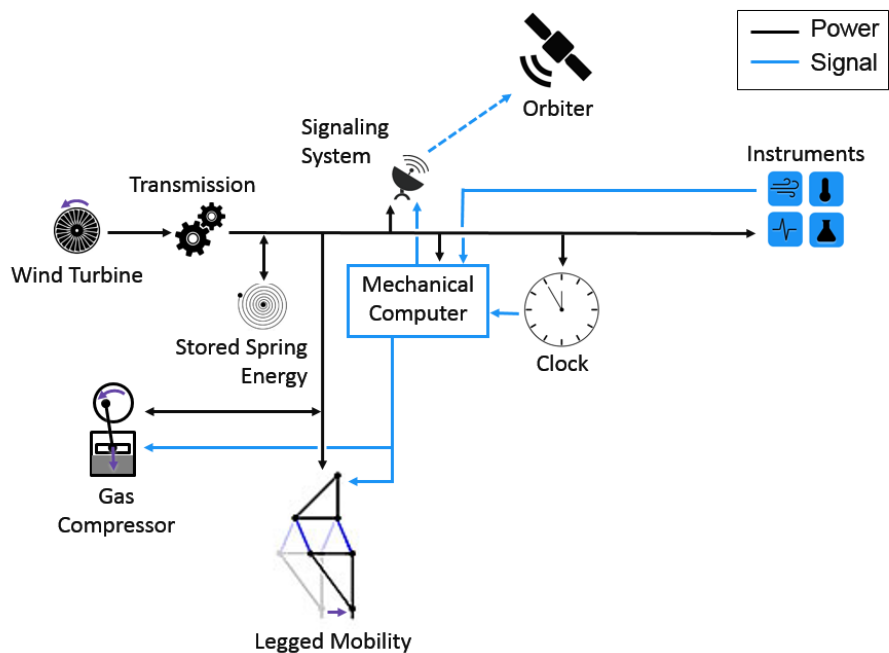 Power
Signal
Orbiter
Signaling
System
Instruments
Transmission
Wind Turbine
Mechanical
Computer
Stored Spring
Energy
Clock
Gas
Compressor
Legged Mobility